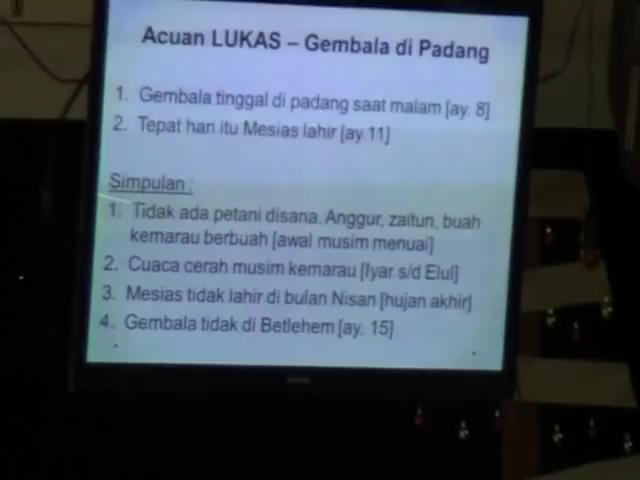 Acuan LUKAS – Gembala di Padang
1. Gembala tinggal di padang saat malam [ay. 8]
2. Tepat hari itu Mesias lahir [ay.11]
Simpulan :
1. Tidak ada petani disana. Anggur, zaitun, buah
kemarau berbuah [awal musim menuai]
2. Cuaca cerah musim kemarau [Iyar s/d Elul]
3. Mesias tidak lahir di bulan Nisan [hujan akhir]
4. Gembala tidak di Betlehem [ay. 15]